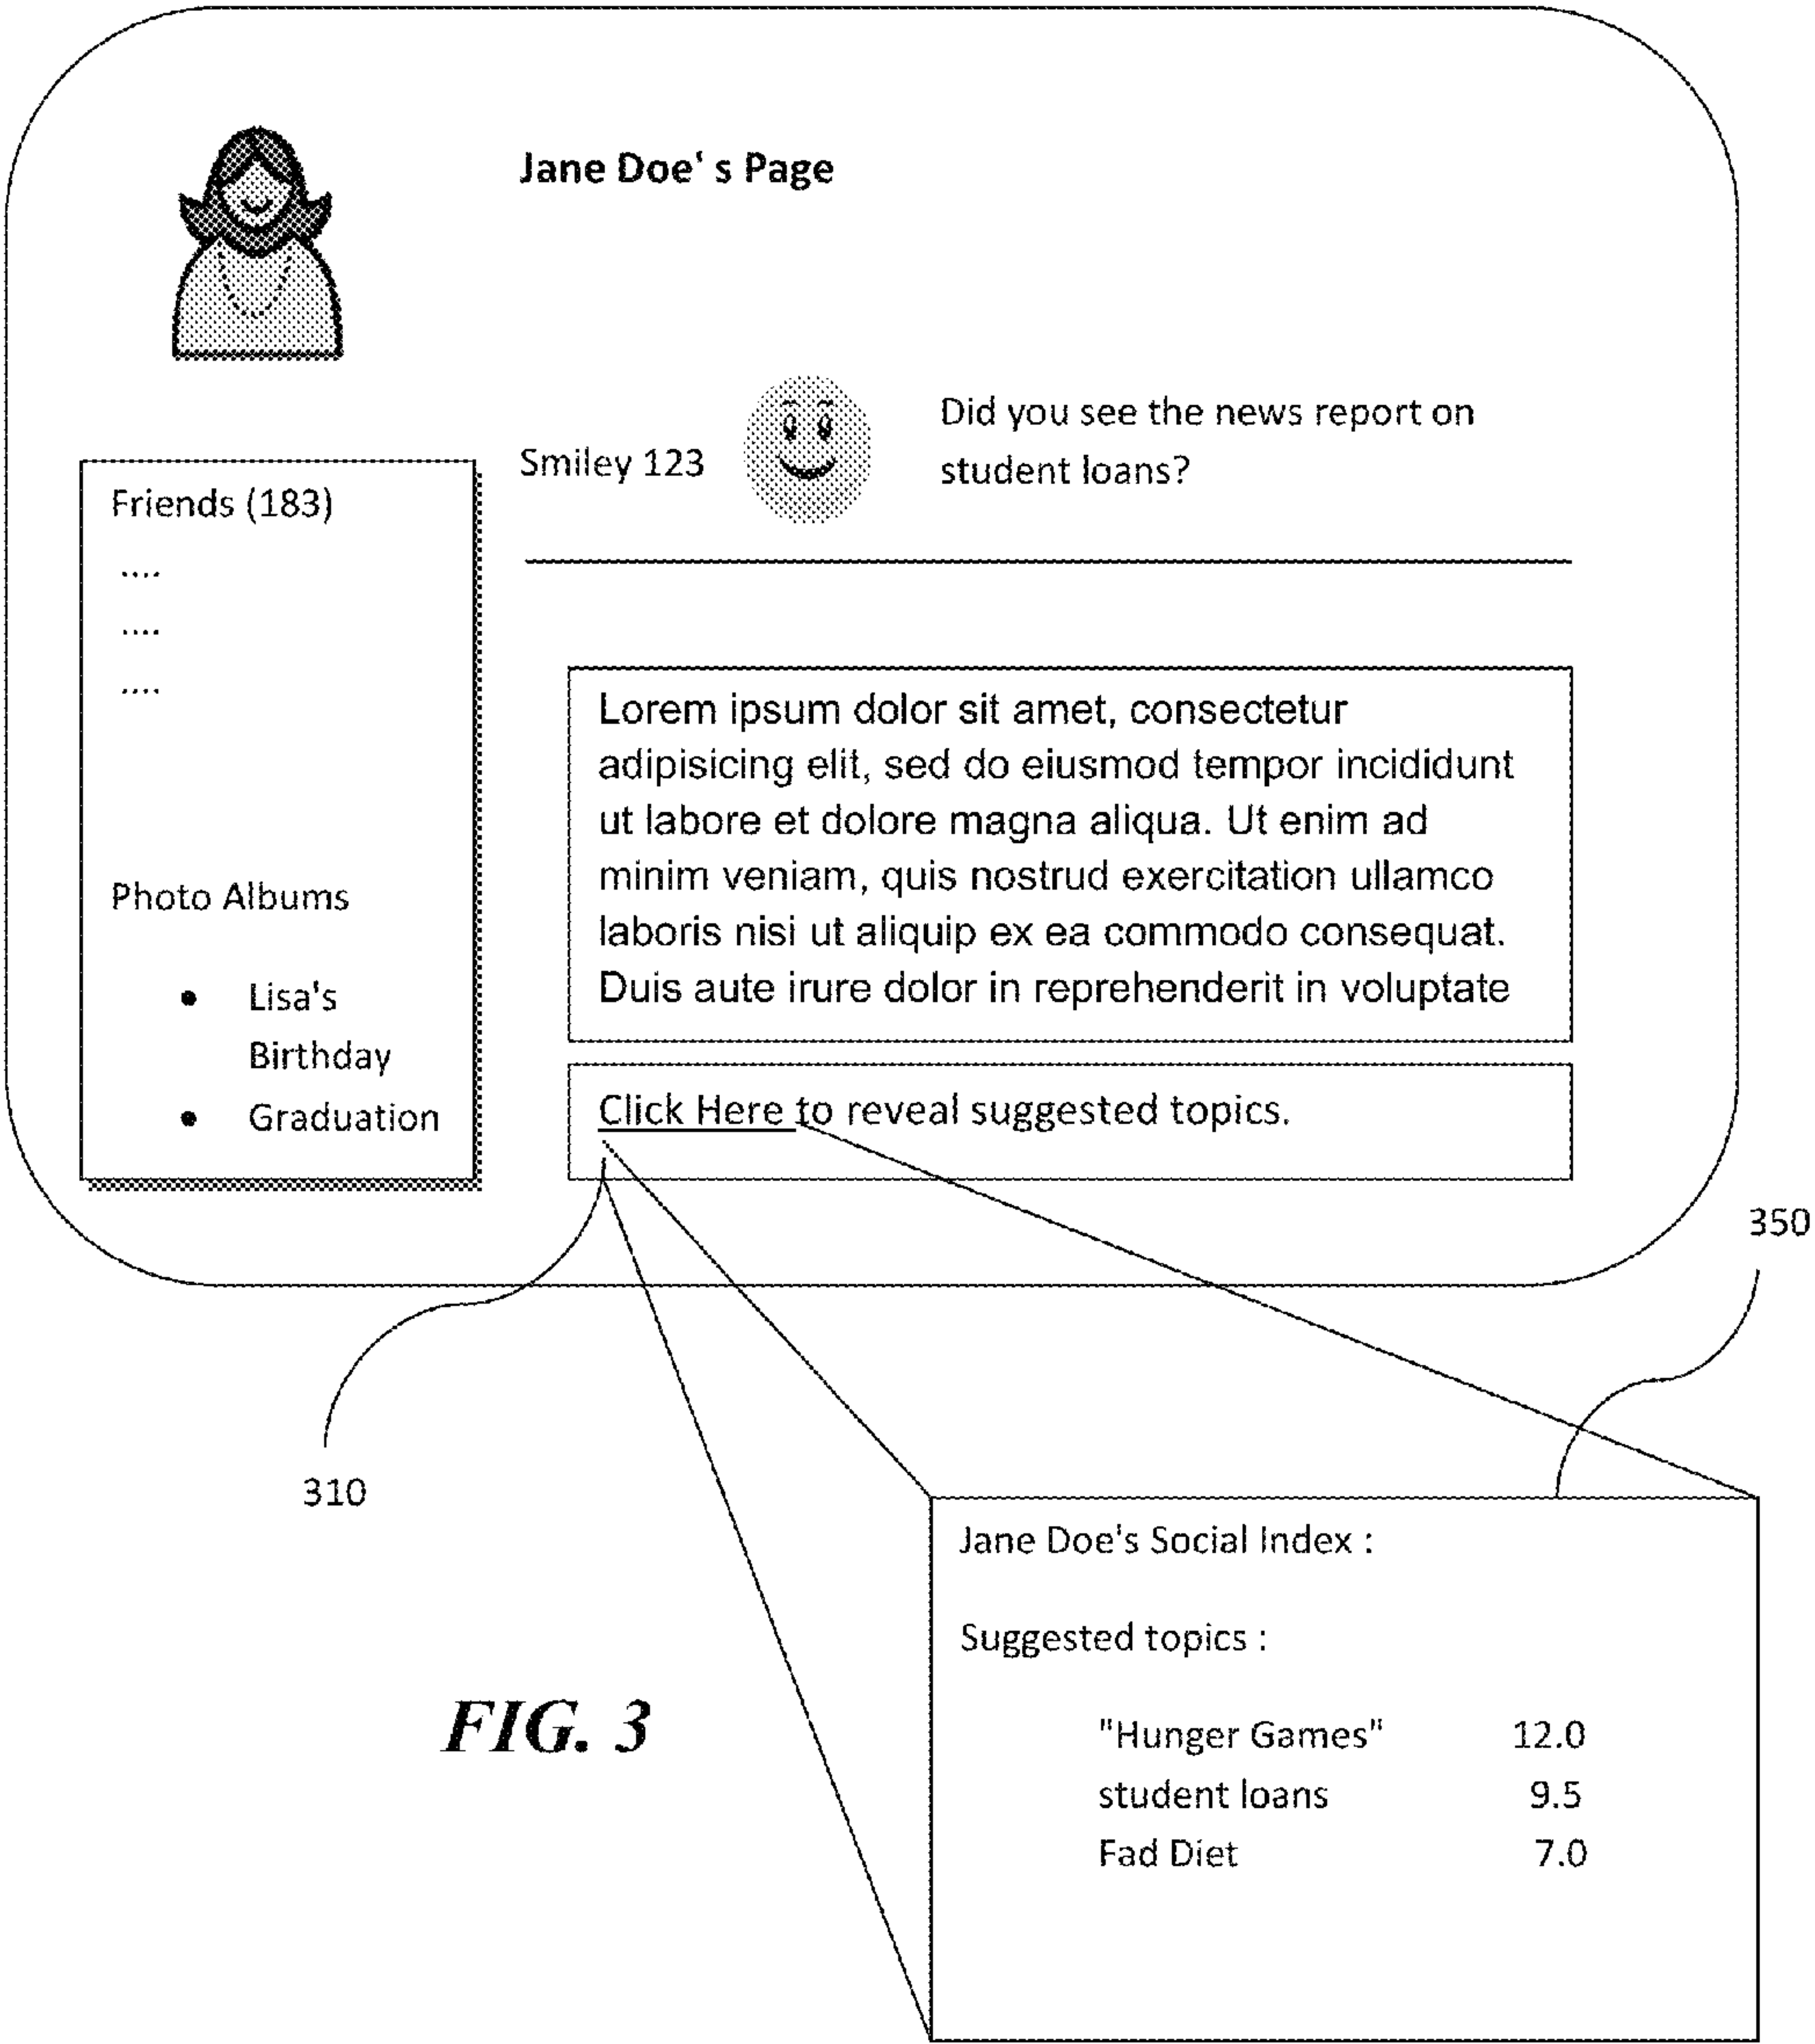 Jane Doe' s Page
Smiley 123
Did you see the news report on
student loans?
Friends (183)
....
....
....
Photo Albums
• Lisa's
Birthday
• Graduation
Lorem ipsum dolor sit amet, consectetur
adipisicing elit, sed do eiusmod tempor incididunt
ut labore et dolore magna aliqua. Ut enim ad
minim veniam, quis nostrud exercitation ullamco
laboris nisi ut aliquip ex ea commodo consequat.
Duis aute irure dolor in reprehenderit in voluptate
Click Here to reveal suggested topics.
350
310
Jane Doe's Social Index :
Suggested topics :
"Hunger Games" 12.0
student loans 9.5
Fad Diet 7.0
FIG. 3